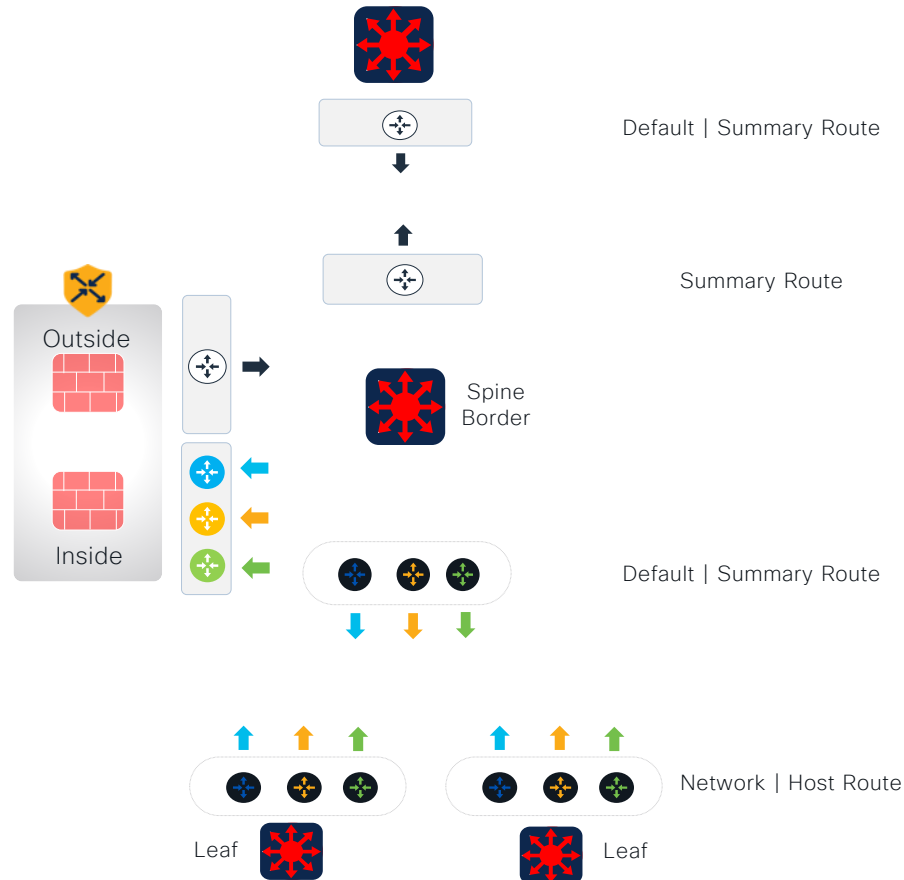 Default | Summary Route
Summary Route
Outside
Spine
Border
Inside
Default | Summary Route
Network | Host Route
Leaf
Leaf